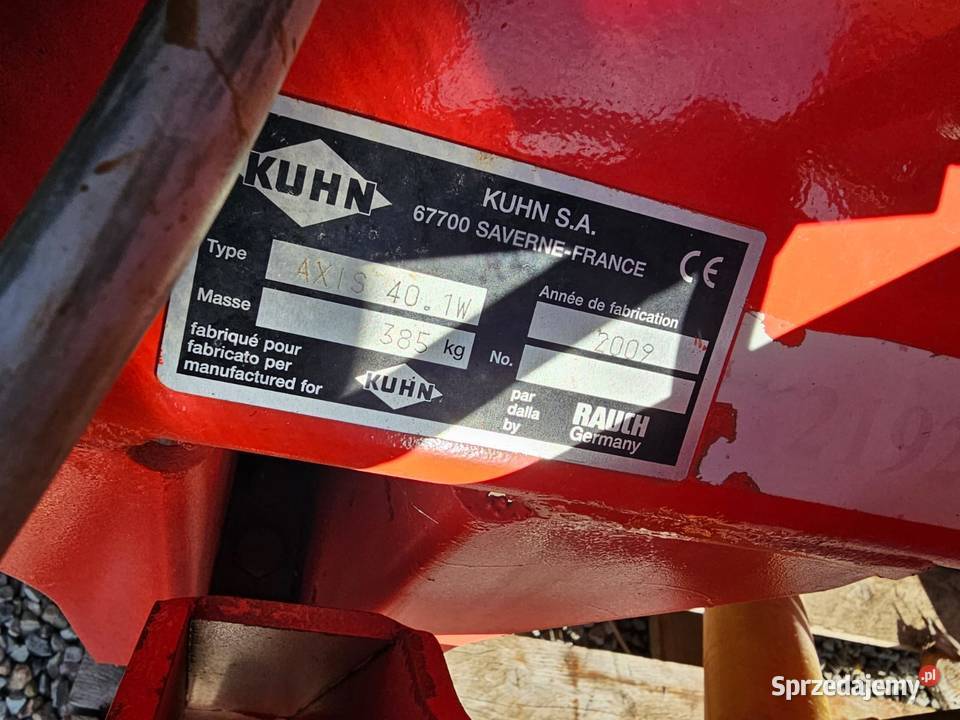 KUHN
KUHN S.A.
67700 SAVERNE-FRANCE
CE
Type AXIS 40.1W
Masse 385 kg
Année de fabrication
2009
No.
fabriqué pour
fabricato per
manufactured for
KUHN
par
dalla
by
RAUCH
Germany
Sprzedajemy.pl